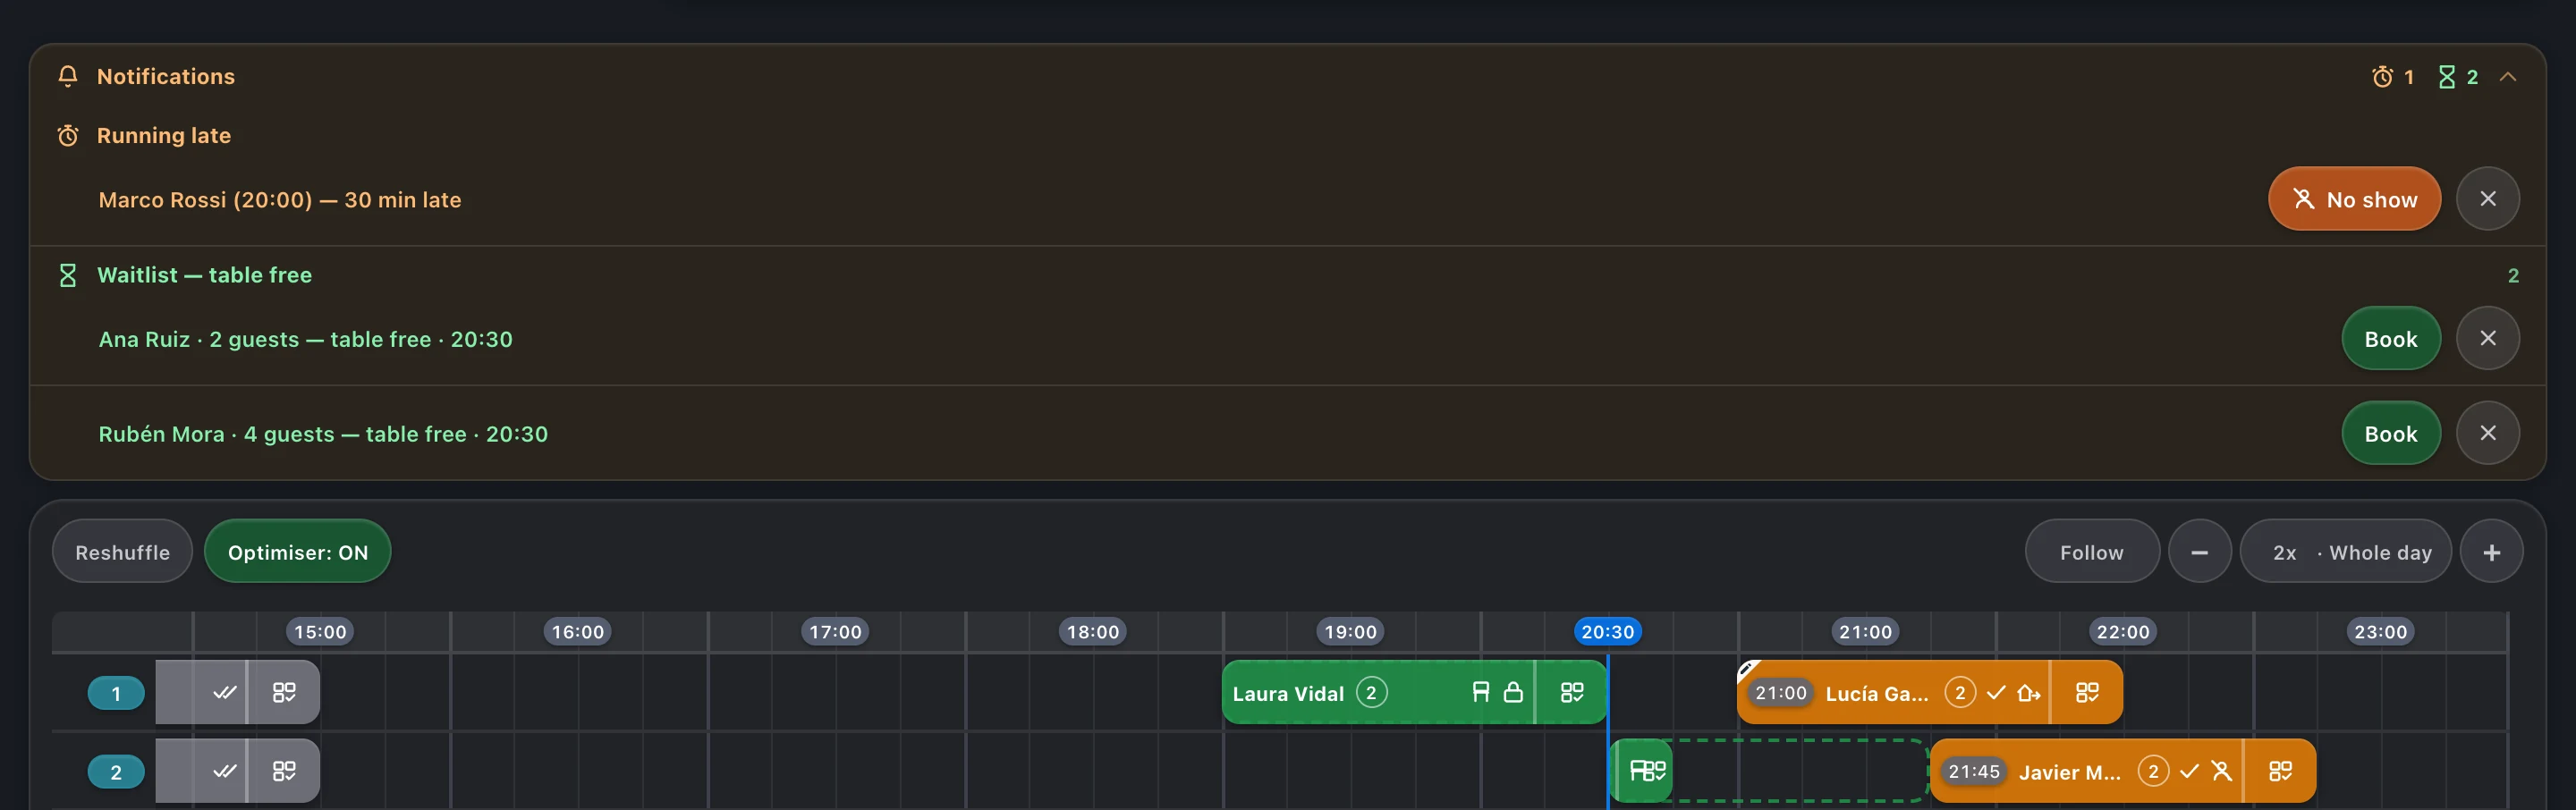 Notifications 1 2
Running late
Marco Rossi (20:00) — 30 min late No show
Waitlist — table free 2
Ana Ruiz · 2 guests — table free · 20:30 Book
Rubén Mora · 4 guests — table free · 20:30 Book
Reshuffle Optimiser: ON Follow − 2x · Whole day +
15:00 16:00 17:00 18:00 19:00 20:30 21:00 22:00 23:00
1 Laura Vidal 2 21:00 Lucía Ga... 2
2 21:45 Javier M... 2